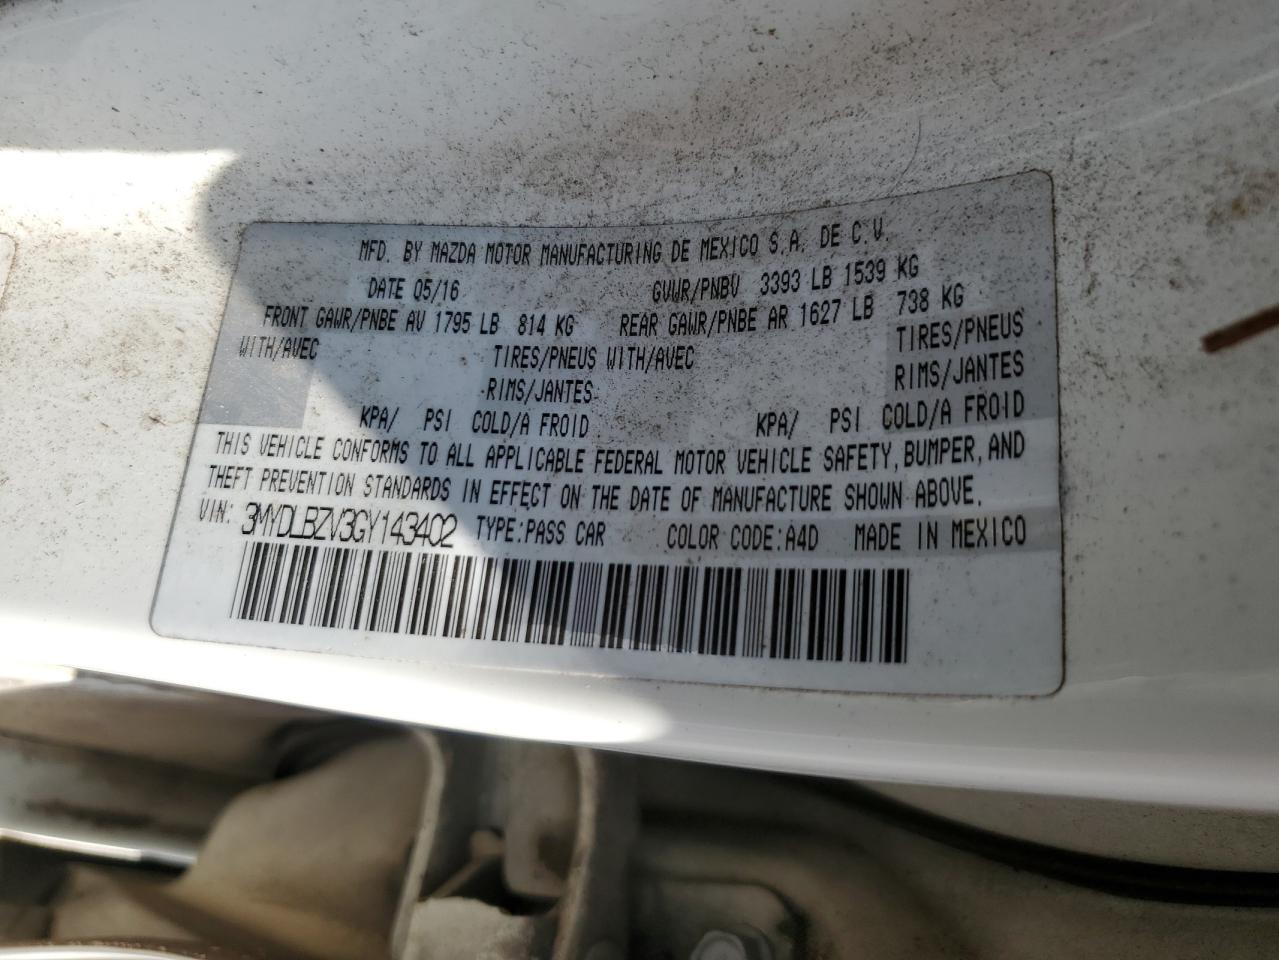 MFD. BY MAZDA MOTOR MANUFACTURING DE MEXICO S.A. DE C.V.
DATE 05/16 GVWR/PNBV 3393 LB 1539 KG
FRONT GAWR/PNBE AV 1795 LB 814 KG REAR GAWR/PNBE AR 1627 LB 738 KG
WITH/AVEC TIRES/PNEUS WITH/AVEC TIRES/PNEUS
RIMS/JANTES RIMS/JANTES
KPA/ PSI COLD/A FROID KPA/ PSI COLD/A FROID
THIS VEHICLE CONFORMS TO ALL APPLICABLE FEDERAL MOTOR VEHICLE SAFETY, BUMPER, AND
THEFT PREVENTION STANDARDS IN EFFECT ON THE DATE OF MANUFACTURE SHOWN ABOVE.
VIN: 3MYDLBZV3GY143402 TYPE:PASS CAR COLOR CODE:A4D MADE IN MEXICO